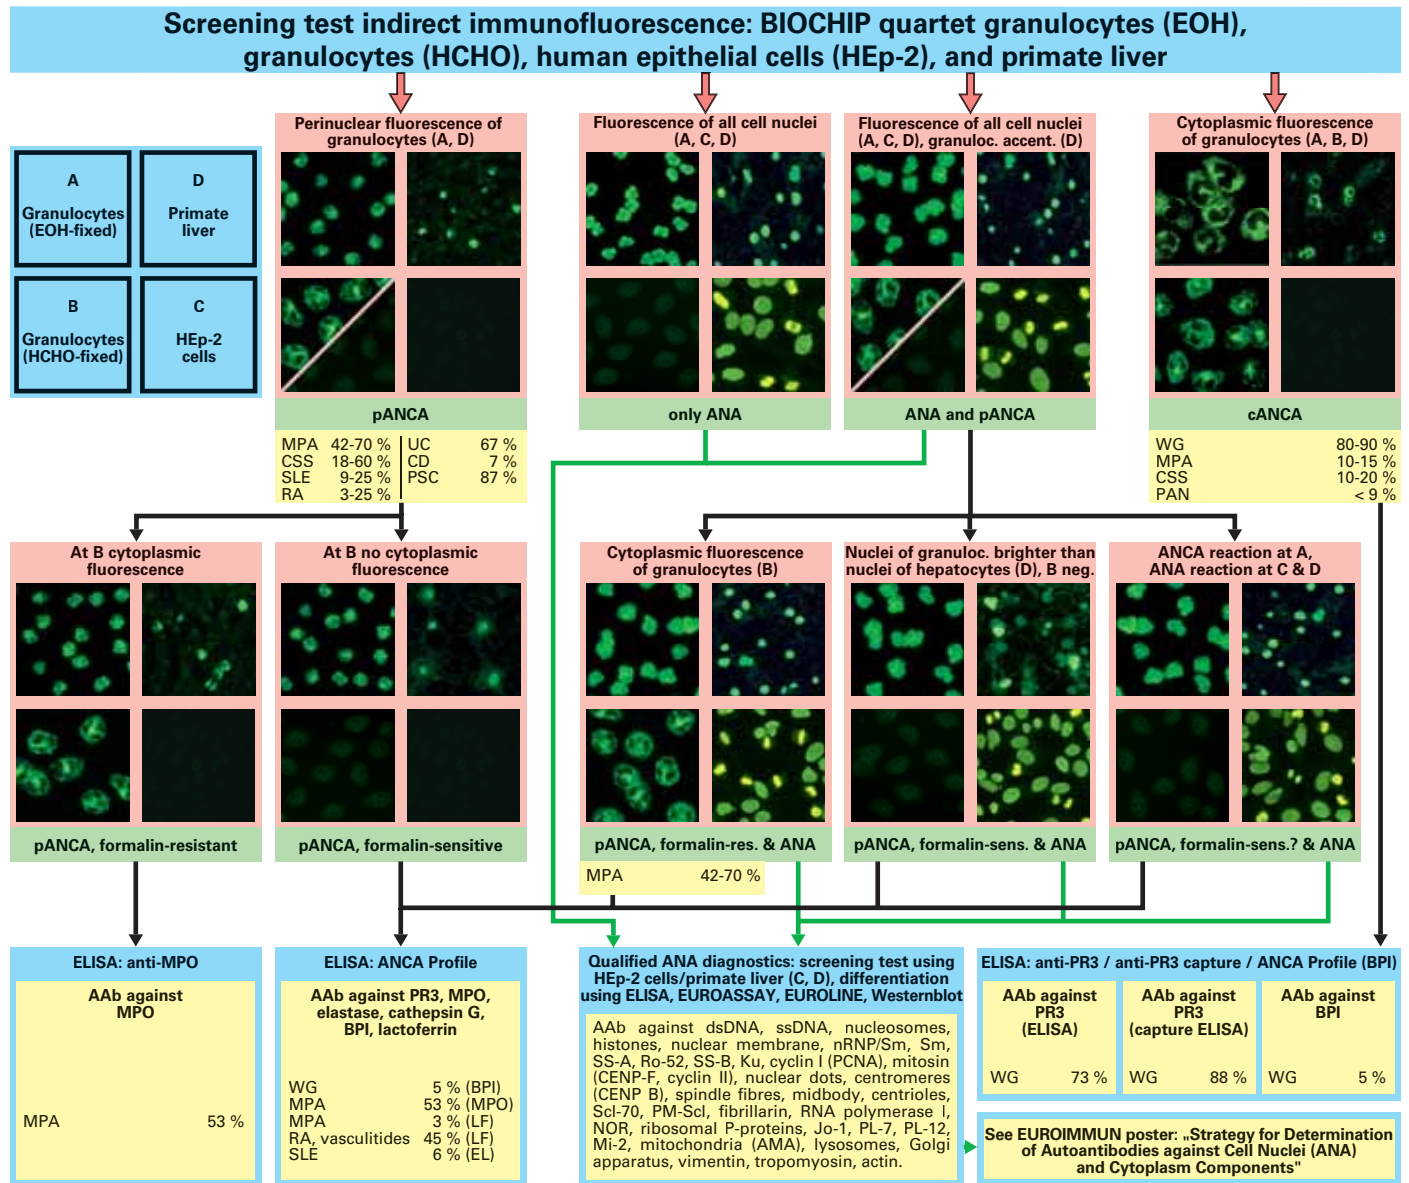 Screening test indirect immunofluorescence: BIOCHIP quartet granulocytes (EOH),
granulocytes (HCHO), human epithelial cells (HEp-2), and primate liver
A
Granulocytes
(EOH-fixed)
D
Primate
liver
B
Granulocytes
(HCHO-fixed)
C
HEp-2
cells
Perinuclear fluorescence of
granulocytes (A, D)
pANCA
MPA 42-70 %
CSS 18-60 %
SLE 9-25 %
RA 3-25 %
UC 67 %
CD 7 %
PSC 87 %
Fluorescence of all cell nuclei
(A, C, D)
only ANA
Fluorescence of all cell nuclei
(A, C, D), granuloc. accent. (D)
ANA and pANCA
Cytoplasmic fluorescence
of granulocytes (A, B, D)
cANCA
WG 80-90 %
MPA 10-15 %
CSS 10-20 %
PAN < 9 %
At B cytoplasmic
fluorescence
pANCA, formalin-resistant
At B no cytoplasmic
fluorescence
pANCA, formalin-sensitive
Cytoplasmic fluorescence
of granulocytes (B)
pANCA, formalin-res. & ANA
MPA 42-70 %
Nuclei of granuloc. brighter than
nuclei of hepatocytes (D), B neg.
pANCA, formalin-sens. & ANA
ANCA reaction at A,
ANA reaction at C & D
pANCA, formalin-sens.? & ANA
ELISA: anti-MPO
AAb against
MPO
MPA 53 %
ELISA: ANCA Profile
AAb against PR3, MPO,
elastase, cathepsin G,
BPI, lactoferrin
WG 5 % (BPI)
MPA 53 % (MPO)
MPA 3 % (LF)
RA, vasculitides 45 % (LF)
SLE 6 % (EL)
Qualified ANA diagnostics: screening test using
HEp-2 cells/primate liver (C, D), differentiation
using ELISA, EUROASSAY, EUROLINE, Westernblot
AAb against dsDNA, ssDNA, nucleosomes,
histones, nuclear membrane, nRNP/Sm, Sm,
SS-A, Ro-52, SS-B, Ku, cyclin I (PCNA), mitosin
(CENP-F, cyclin II), nuclear dots, centromeres
(CENP B), spindle fibres, midbody, centrioles,
Scl-70, PM-Scl, fibrillarin, RNA polymerase I,
NOR, ribosomal P-proteins, Jo-1, PL-7, PL-12,
Mi-2, mitochondria (AMA), lysosomes, Golgi
apparatus, vimentin, tropomyosin, actin.
ELISA: anti-PR3 / anti-PR3 capture / ANCA Profile (BPI)
AAb against
PR3
(ELISA)
WG 73 %
AAb against
PR3
(capture ELISA)
WG 88 %
AAb against
BPI
WG 5 %
See EUROIMMUN poster: „Strategy for Determination
of Autoantibodies against Cell Nuclei (ANA)
and Cytoplasm Components"